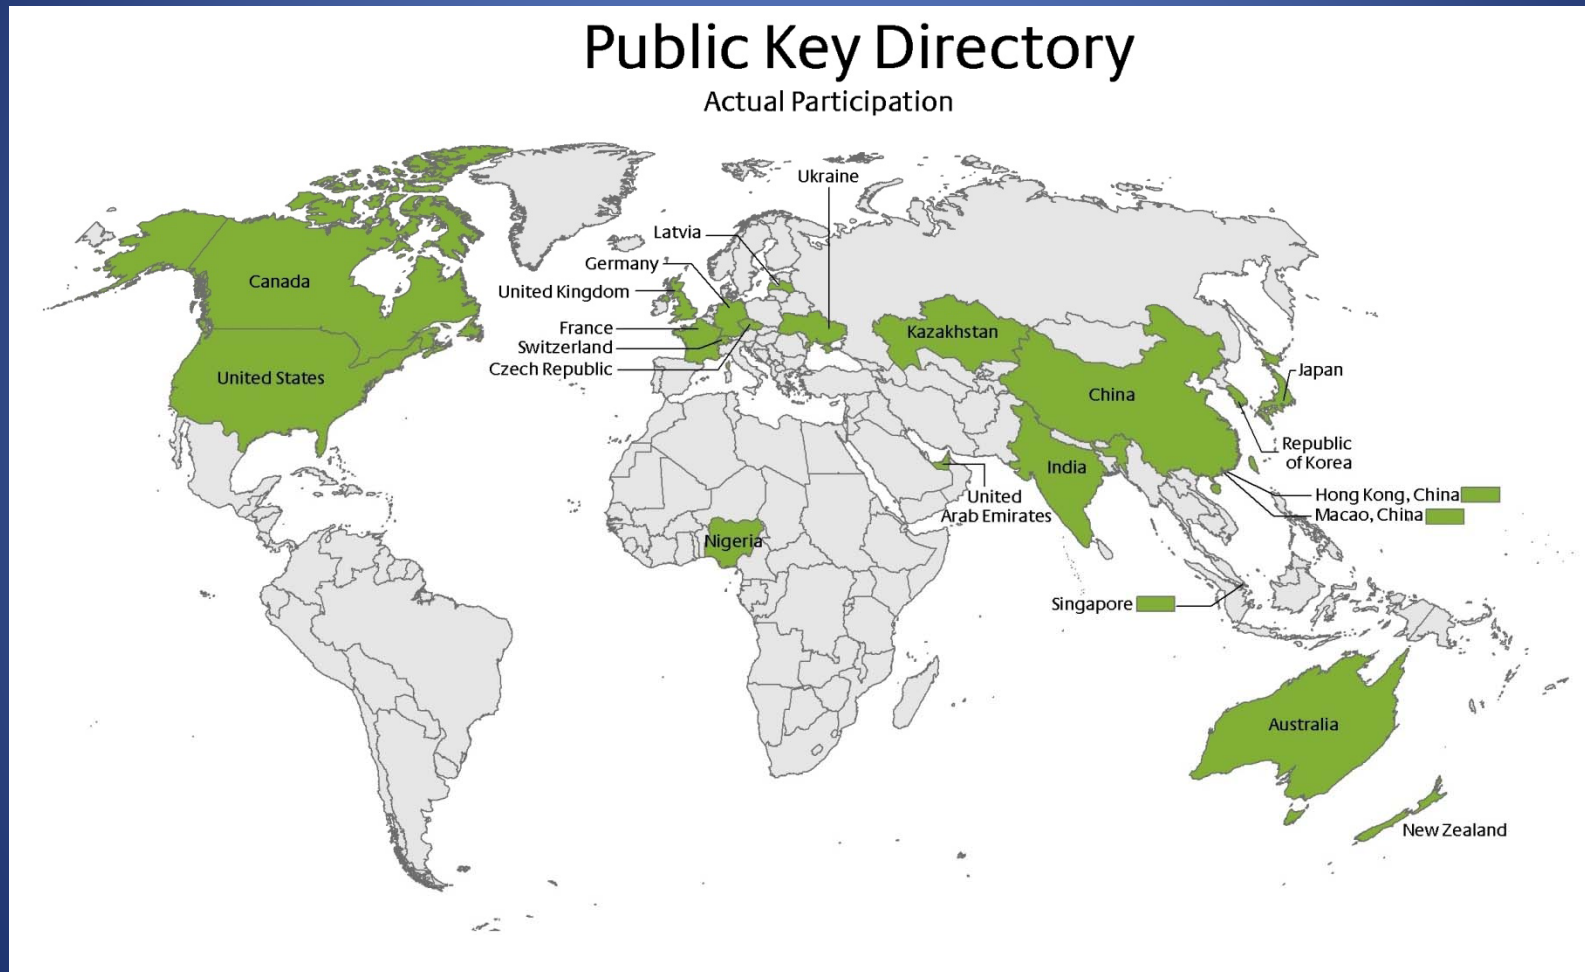 Public Key Directory
Actual Participation
Ukraine
Latvia
Germany
United Kingdom
France
Switzerland
Czech Republic
Canada
United States
Kazakhstan
China
Japan
Republic
of Korea
India
United
Arab Emirates
Hong Kong, China
Macao, China
Nigeria
Singapore
Australia
New Zealand